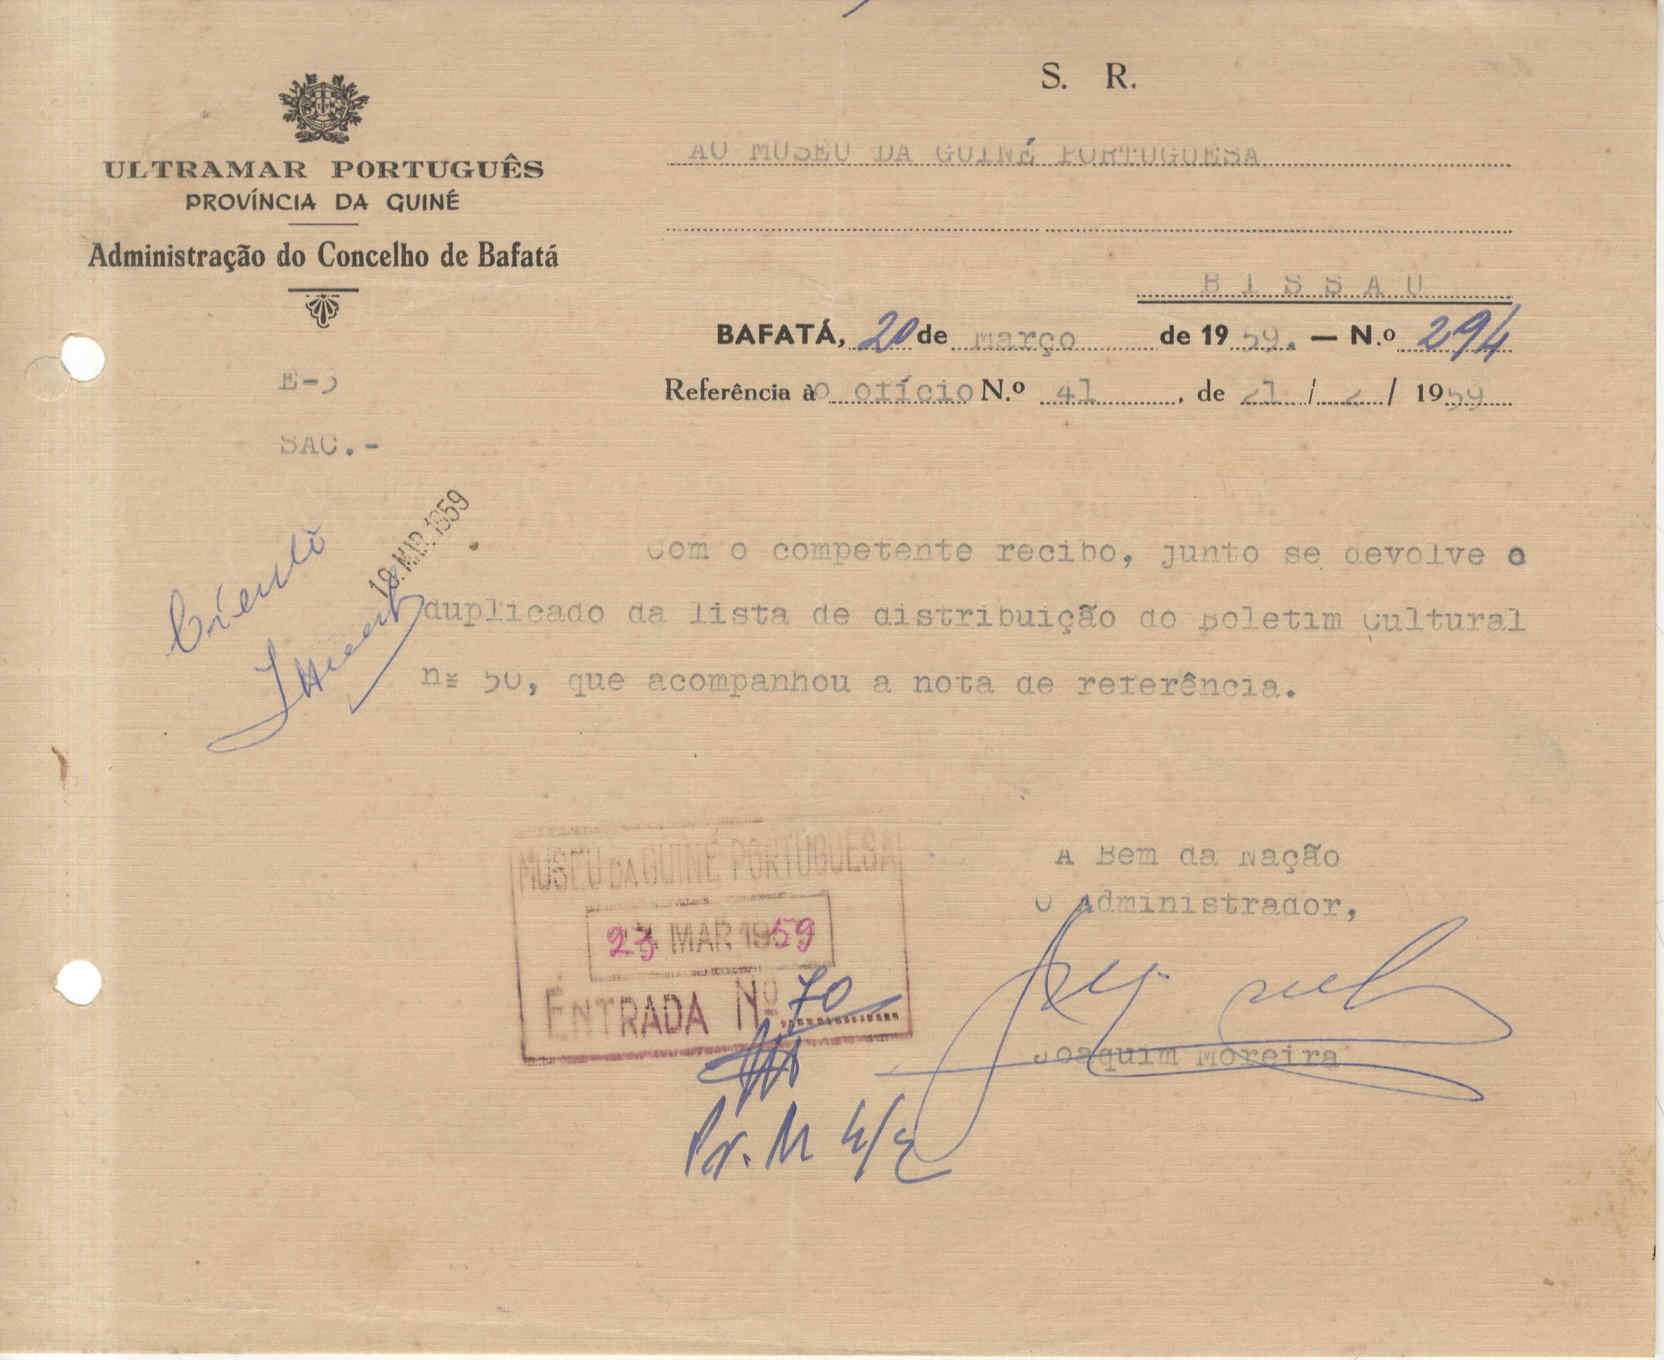 S. R.
ULTRAMAR PORTUGUÊS
PROVÍNCIA DA GUINÉ
Administração do Concelho de Bafatá
AO MUSEU DA GUINÉ PORTUGUESA
BISSAU
BAFATÁ, 20 de março de 1959. — N.º 294
Referência ào ofício N.º 41, de 21/2/1959
E-5
SAC.-
MAR. 1959
Ciente
Com o competente recibo, junto se devolve o
duplicado da lista de distribuição do Boletim Cultural
nº 50, que acompanhou a nota de referência.
A Bem da Nação
O Administrador,
Joaquim Moreira
MUSEU DA GUINÉ PORTUGUESA
23 MAR 1959
ENTRADA Nº 70